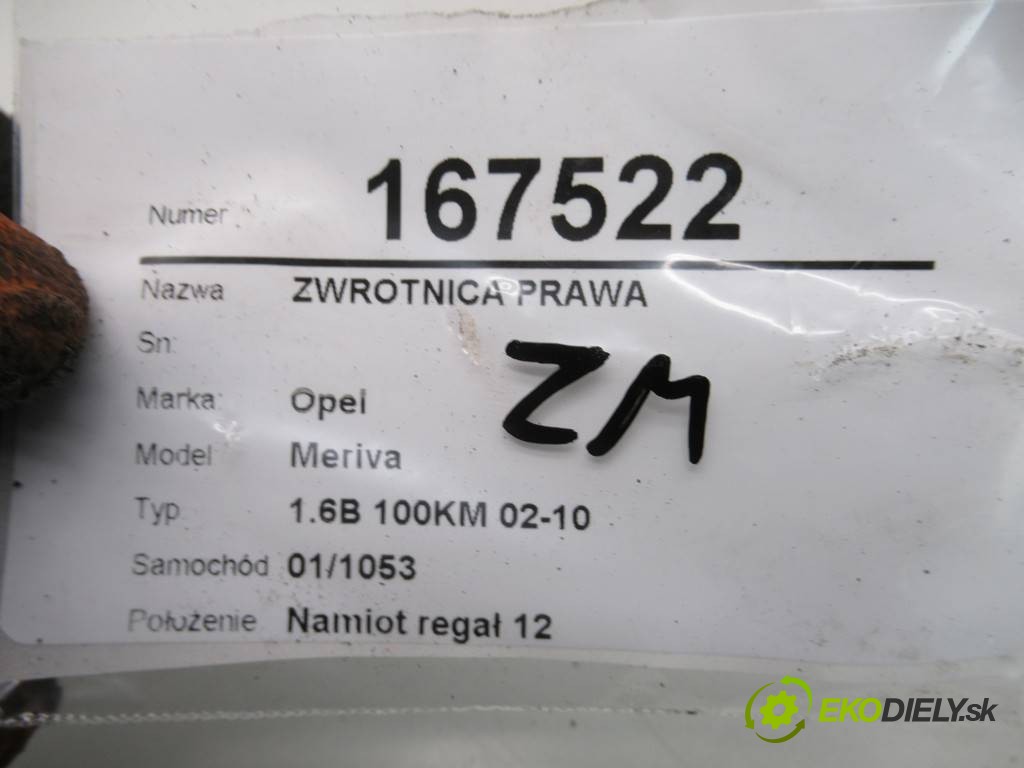 Numer 167522
Nazwa ZWROTNICA PRAWA
Sn:
Marka: Opel
Model Meriva
Typ 1.6B 100KM 02-10
Samochód 01/1053
Położenie Namiot regał 12
ZM
EKODIELY.sk